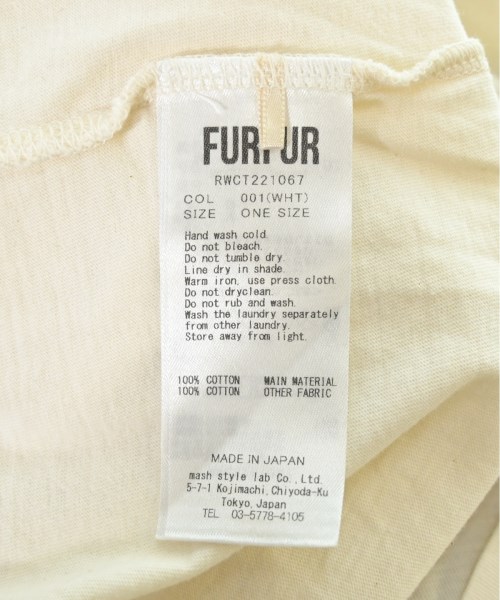 FURFUR
RWCT221067
COL 001(WHT)
SIZE ONE SIZE
Hand wash cold.
Do not bleach.
Do not tumble dry.
Line dry in shade.
Warm iron, use press cloth.
Do not dryclean.
Do not rub and wash.
Wash the laundry separately
from other laundry.
Store away from light.
100% COTTON MAIN MATERIAL
100% COTTON OTHER FABRIC
MADE IN JAPAN
mash style lab Co., Ltd.
5-7-1 Kojimachi, Chiyoda-Ku
Tokyo, Japan
TEL 03-5778-4105